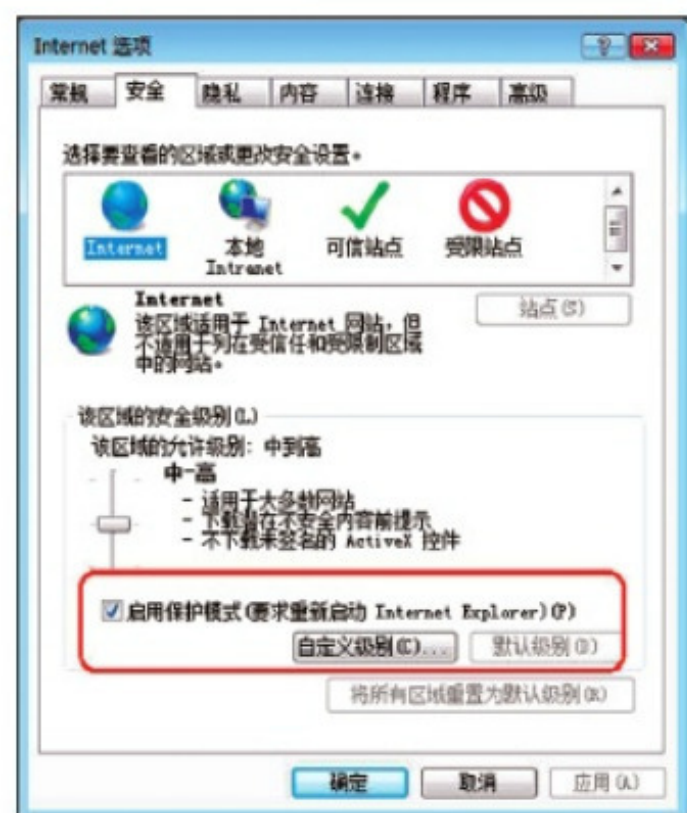 Internet 选项
常规 安全 隐私 内容 连接 程序 高级
选择要查看的区域或更改安全设置。
Internet 本地 Intranet 可信站点 受限站点
Internet
该区域适用于 Internet 网站，但
不适用于列在受信任和受限制区域
中的网站。
站点(S)
该区域的安全级别(L)
该区域的允许级别: 中到高
中-高
- 适用于大多数网站
- 下载潜在不安全内容前提示
- 不下载未签名的 ActiveX 控件
启用保护模式(要求重新启动 Internet Explorer)(P)
自定义级别(C)... 默认级别(D)
将所有区域重置为默认级别(R)
确定 取消 应用(A)